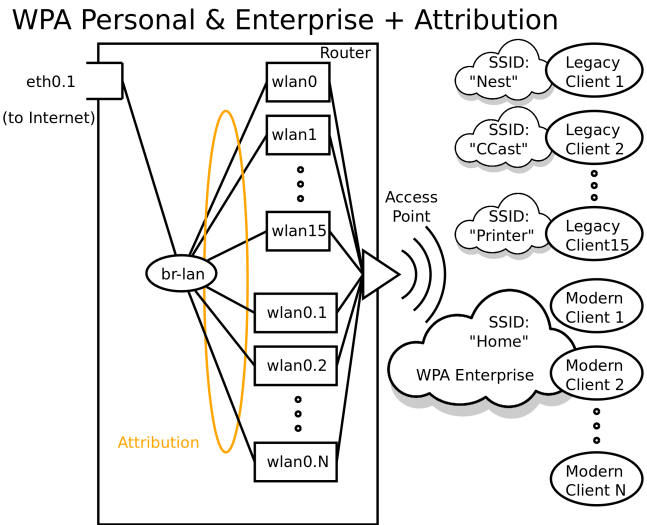 WPA Personal & Enterprise + Attribution
Router
eth0.1
(to Internet)
wlan0
wlan1
wlan15
br-lan
wlan0.1
wlan0.2
wlan0.N
Attribution
Access
Point
SSID:
"Nest"
Legacy
Client 1
SSID:
"CCast"
Legacy
Client 2
SSID:
"Printer"
Legacy
Client15
SSID:
"Home"
WPA Enterprise
Modern
Client 1
Modern
Client 2
Modern
Client N